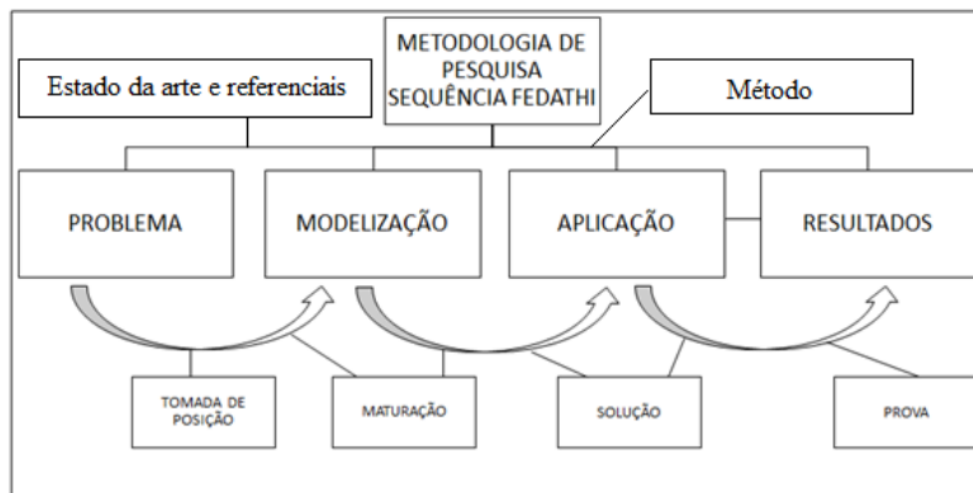 METODOLOGIA DE
PESQUISA
SEQUÊNCIA FEDATHI
Estado da arte e referenciais
Método
PROBLEMA
MODELIZAÇÃO
APLICAÇÃO
RESULTADOS
TOMADA DE
POSIÇÃO
MATURAÇÃO
SOLUÇÃO
PROVA